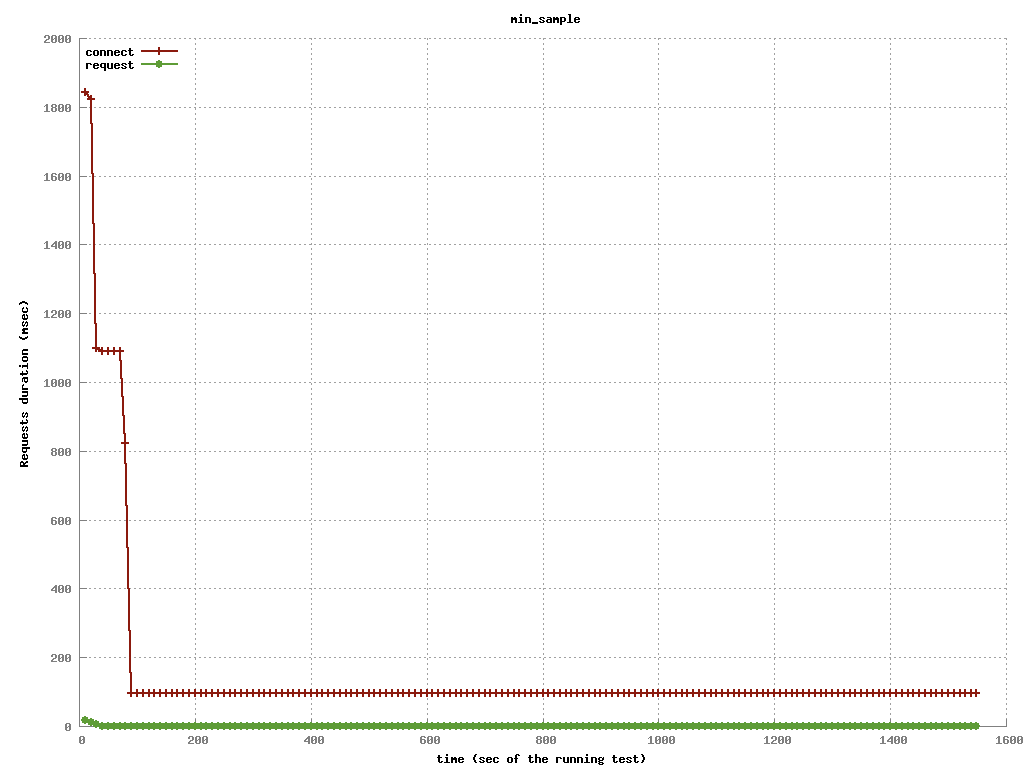 min_sample
2000
connect
request
1800
1600
1400
1200
1000
800
600
400
200
0
Requests duration (msec)
0 200 400 600 800 1000 1200 1400 1600
time (sec of the running test)